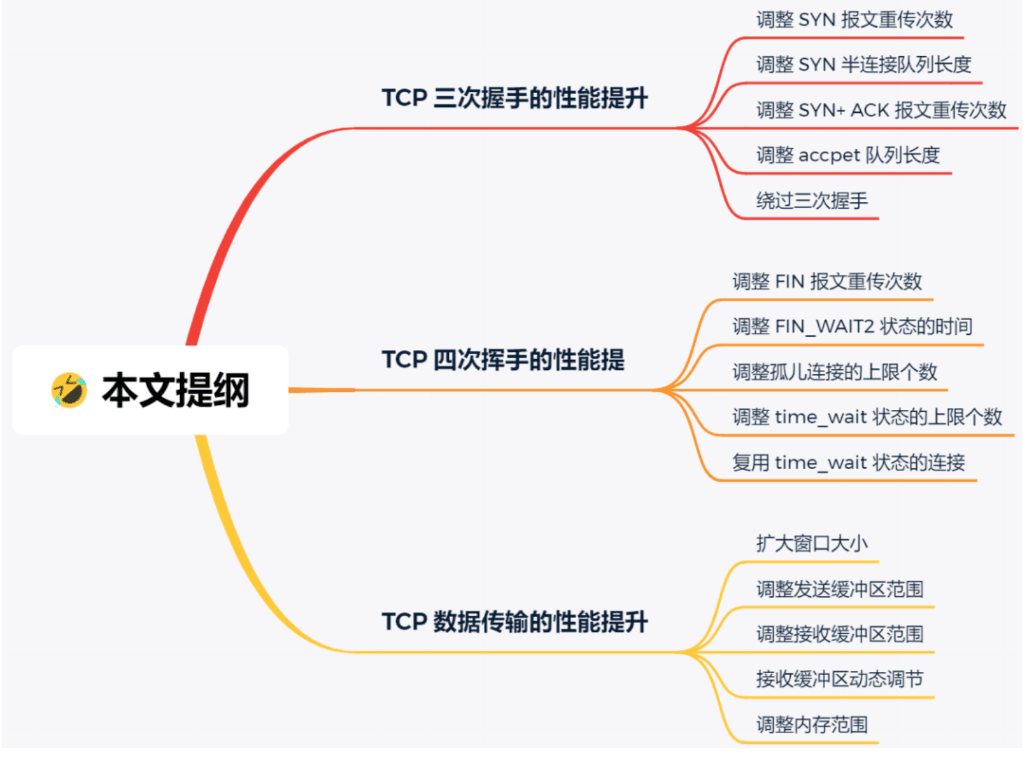 本文提纲
TCP 三次握手的性能提升
调整 SYN 报文重传次数
调整 SYN 半连接队列长度
调整 SYN+ ACK 报文重传次数
调整 accpet 队列长度
绕过三次握手
TCP 四次挥手的性能提
调整 FIN 报文重传次数
调整 FIN_WAIT2 状态的时间
调整孤儿连接的上限个数
调整 time_wait 状态的上限个数
复用 time_wait 状态的连接
TCP 数据传输的性能提升
扩大窗口大小
调整发送缓冲区范围
调整接收缓冲区范围
接收缓冲区动态调节
调整内存范围